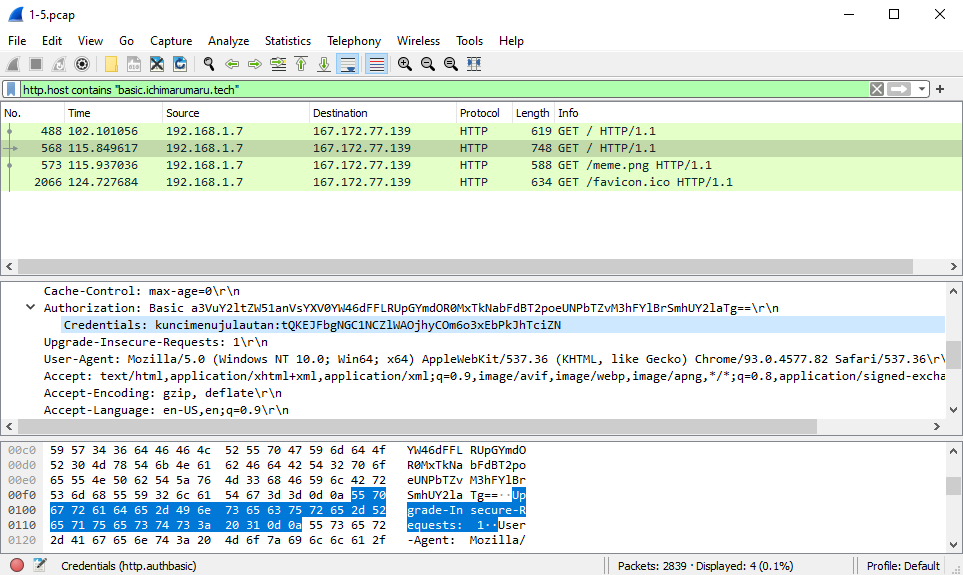 1-5.pcap
File Edit View Go Capture Analyze Statistics Telephony Wireless Tools Help
http.host contains "basic.ichimarumaru.tech"
No. Time Source Destination Protocol Length Info
488 102.101056 192.168.1.7 167.172.77.139 HTTP 619 GET / HTTP/1.1
568 115.849617 192.168.1.7 167.172.77.139 HTTP 748 GET / HTTP/1.1
573 115.937036 192.168.1.7 167.172.77.139 HTTP 588 GET /meme.png HTTP/1.1
2066 124.727684 192.168.1.7 167.172.77.139 HTTP 634 GET /favicon.ico HTTP/1.1
Cache-Control: max-age=0\r\n
Authorization: Basic a3VuY2ltZW51anVsYXV0YW46dFFLRUpGYmdOR0MxTkNabFdBT2poeUNPbTZvM3hFYlBrSmhUY2laTg==\r\n
Credentials: kuncimenujulautan:tQKEJFbgNGC1NCZlWAOjhyCOm6o3xEbPkJhTciZN
Upgrade-Insecure-Requests: 1\r\n
User-Agent: Mozilla/5.0 (Windows NT 10.0; Win64; x64) AppleWebKit/537.36 (KHTML, like Gecko) Chrome/93.0.4577.82 Safari/537.36\r\
Accept: text/html,application/xhtml+xml,application/xml;q=0.9,image/avif,image/webp,image/apng,*/*;q=0.8,application/signed-excha
Accept-Encoding: gzip, deflate\r\n
Accept-Language: en-US,en;q=0.9\r\n
00c0 59 57 34 36 64 46 46 4c 52 55 70 47 59 6d 64 4f YW46dFFL RUpGYmdO
00d0 52 30 4d 78 54 6b 4e 61 62 46 64 42 54 32 70 6f R0MxTkNa bFdBT2po
00e0 65 55 4e 50 62 54 5a 76 4d 33 68 46 59 6c 42 72 eUNPbTZv M3hFYlBr
00f0 53 6d 68 55 59 32 6c 61 54 67 3d 3d 0d 0a 55 70 SmhUY2la Tg==··Up
0100 67 72 61 64 65 2d 49 6e 73 65 63 75 72 65 2d 52 grade-In secure-R
0110 65 71 75 65 73 74 73 3a 20 31 0d 0a 55 73 65 72 equests: 1··User
0120 2d 41 67 65 6e 74 3a 20 4d 6f 7a 69 6c 6c 61 2f -Agent: Mozilla/
Credentials (http.authbasic) Packets: 2839 · Displayed: 4 (0.1%) Profile: Default